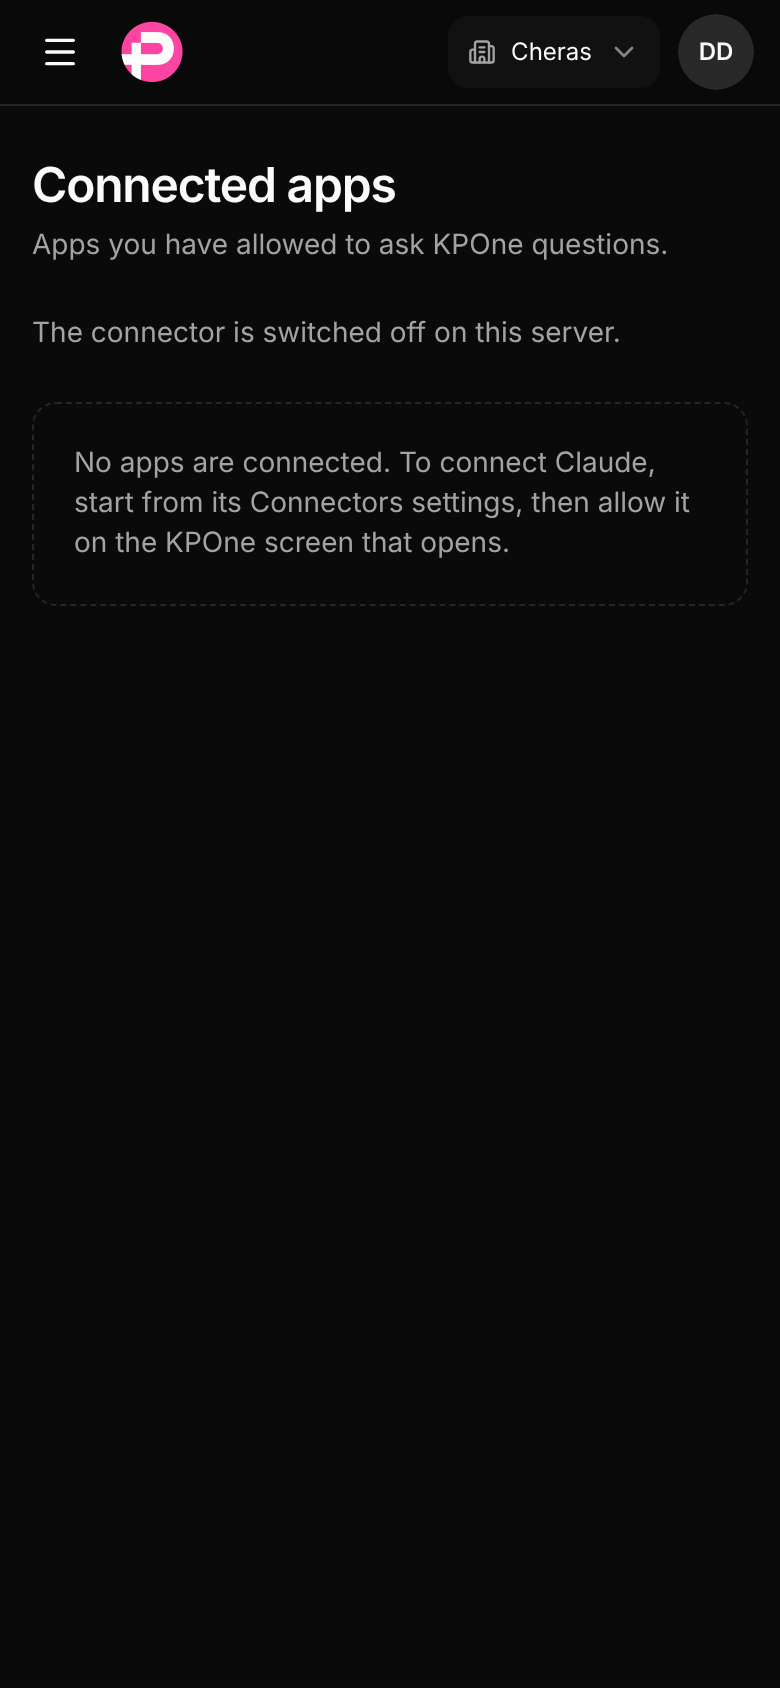 Cheras
DD
Connected apps
Apps you have allowed to ask KPOne questions.
The connector is switched off on this server.
No apps are connected. To connect Claude,
start from its Connectors settings, then allow it
on the KPOne screen that opens.